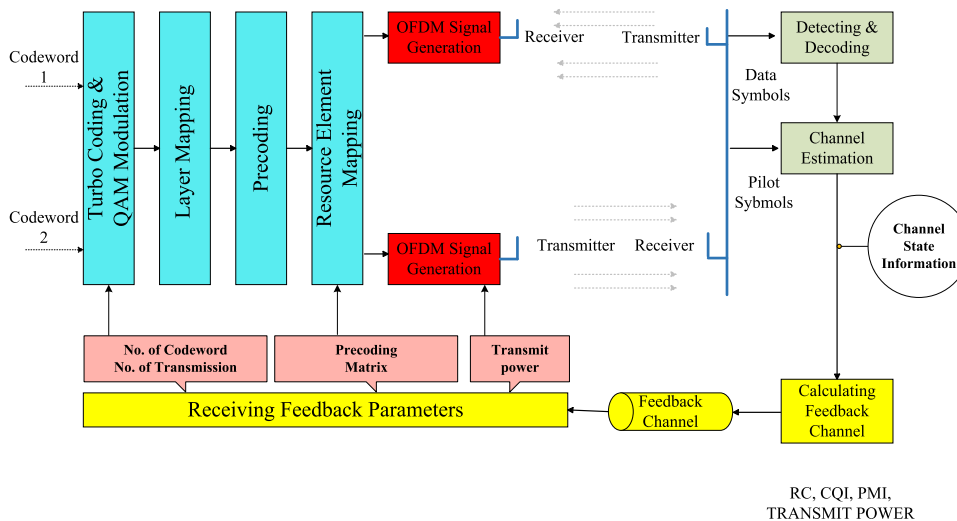 Codeword
1
Codeword
2
Turbo Coding &
QAM Modulation
Layer Mapping
Precoding
Resource Element
Mapping
OFDM Signal
Generation
Receiver
Transmitter
Detecting &
Decoding
Data
Symbols
Channel
Estimation
Pilot
Sybmols
OFDM Signal
Generation
Transmitter
Receiver
Channel
State
Information
No. of Codeword
No. of Transmission
Precoding
Matrix
Transmit
power
Receiving Feedback Parameters
Feedback
Channel
Calculating
Feedback
Channel
RC, CQI, PMI,
TRANSMIT POWER